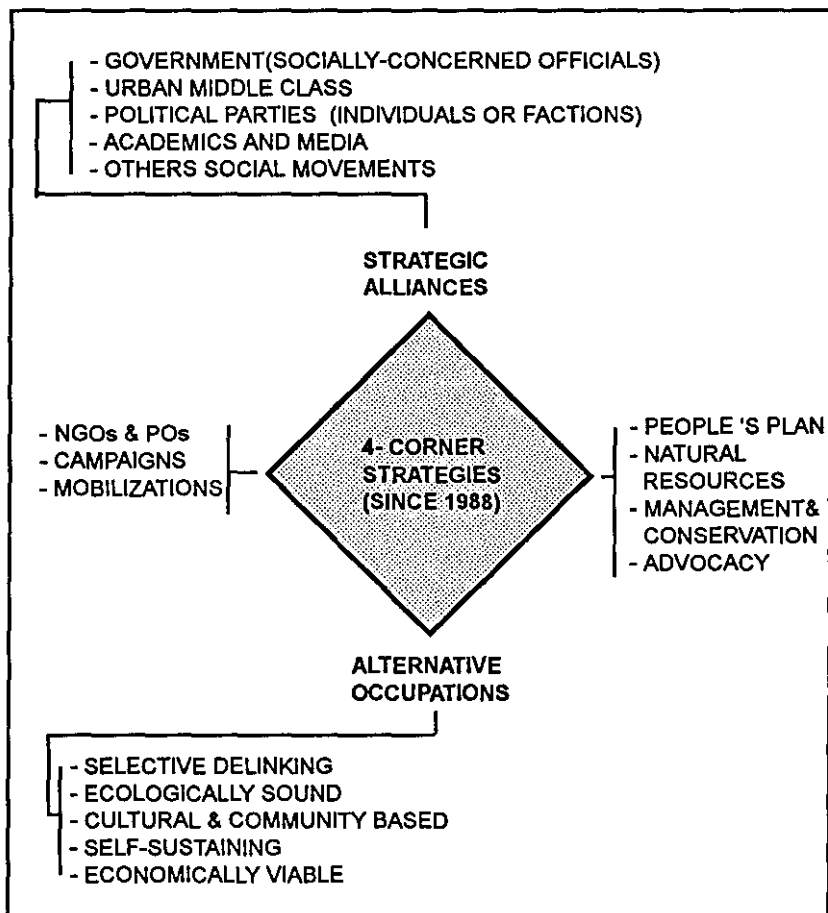 - GOVERNMENT(SOCIALLY-CONCERNED OFFICIALS)
- URBAN MIDDLE CLASS
- POLITICAL PARTIES (INDIVIDUALS OR FACTIONS)
- ACADEMICS AND MEDIA
- OTHERS SOCIAL MOVEMENTS
STRATEGIC
ALLIANCES
- NGOs & POs
- CAMPAIGNS
- MOBILIZATIONS
4- CORNER
STRATEGIES
(SINCE 1988)
- PEOPLE 'S PLAN
- NATURAL
RESOURCES
- MANAGEMENT&
CONSERVATION
- ADVOCACY
ALTERNATIVE
OCCUPATIONS
- SELECTIVE DELINKING
- ECOLOGICALLY SOUND
- CULTURAL & COMMUNITY BASED
- SELF-SUSTAINING
- ECONOMICALLY VIABLE